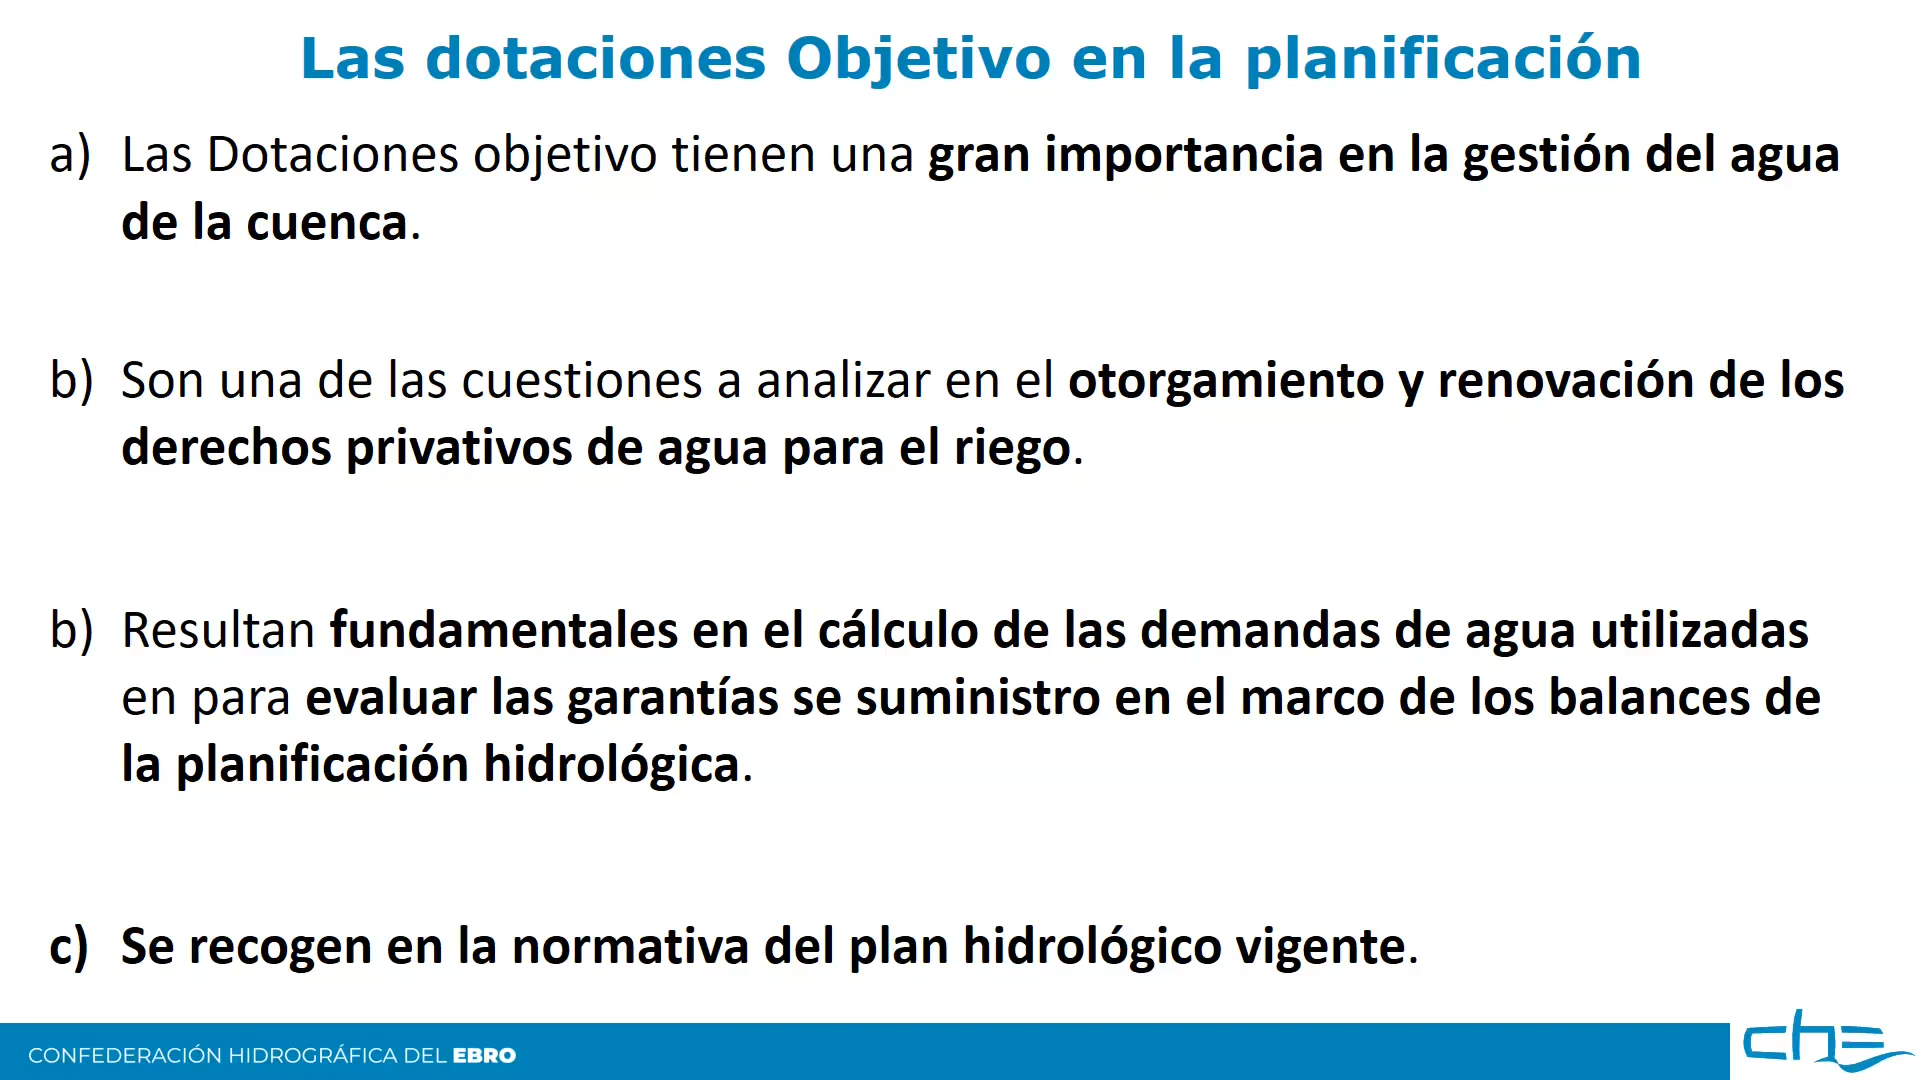 Las dotaciones Objetivo en la planificación
a) Las Dotaciones objetivo tienen una gran importancia en la gestión del agua
de la cuenca.
b) Son una de las cuestiones a analizar en el otorgamiento y renovación de los
derechos privativos de agua para el riego.
b) Resultan fundamentales en el cálculo de las demandas de agua utilizadas
en para evaluar las garantías se suministro en el marco de los balances de
la planificación hidrológica.
c) Se recogen en la normativa del plan hidrológico vigente.
CONFEDERACIÓN HIDROGRÁFICA DEL EBRO
che